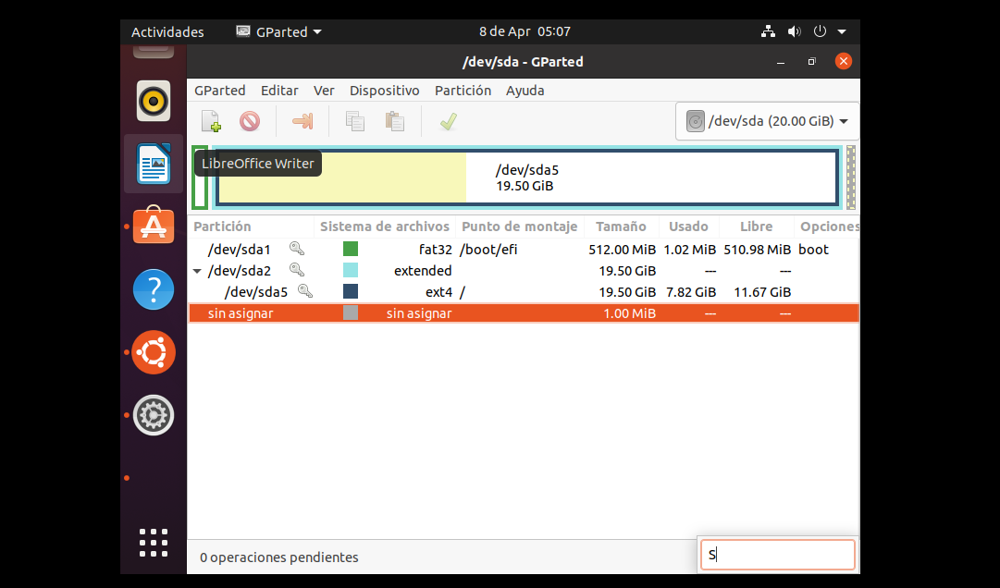 Actividades GParted 8 de Apr 05:07
/dev/sda - GParted
GParted Editar Ver Dispositivo Partición Ayuda
/dev/sda (20.00 GiB)
LibreOffice Writer
/dev/sda5
19.50 GiB
Partición Sistema de archivos Punto de montaje Tamaño Usado Libre Opciones
/dev/sda1 fat32 /boot/efi 512.00 MiB 1.02 MiB 510.98 MiB boot
/dev/sda2 extended 19.50 GiB --- ---
/dev/sda5 ext4 / 19.50 GiB 7.82 GiB 11.67 GiB
sin asignar sin asignar 1.00 MiB --- ---
0 operaciones pendientes
S